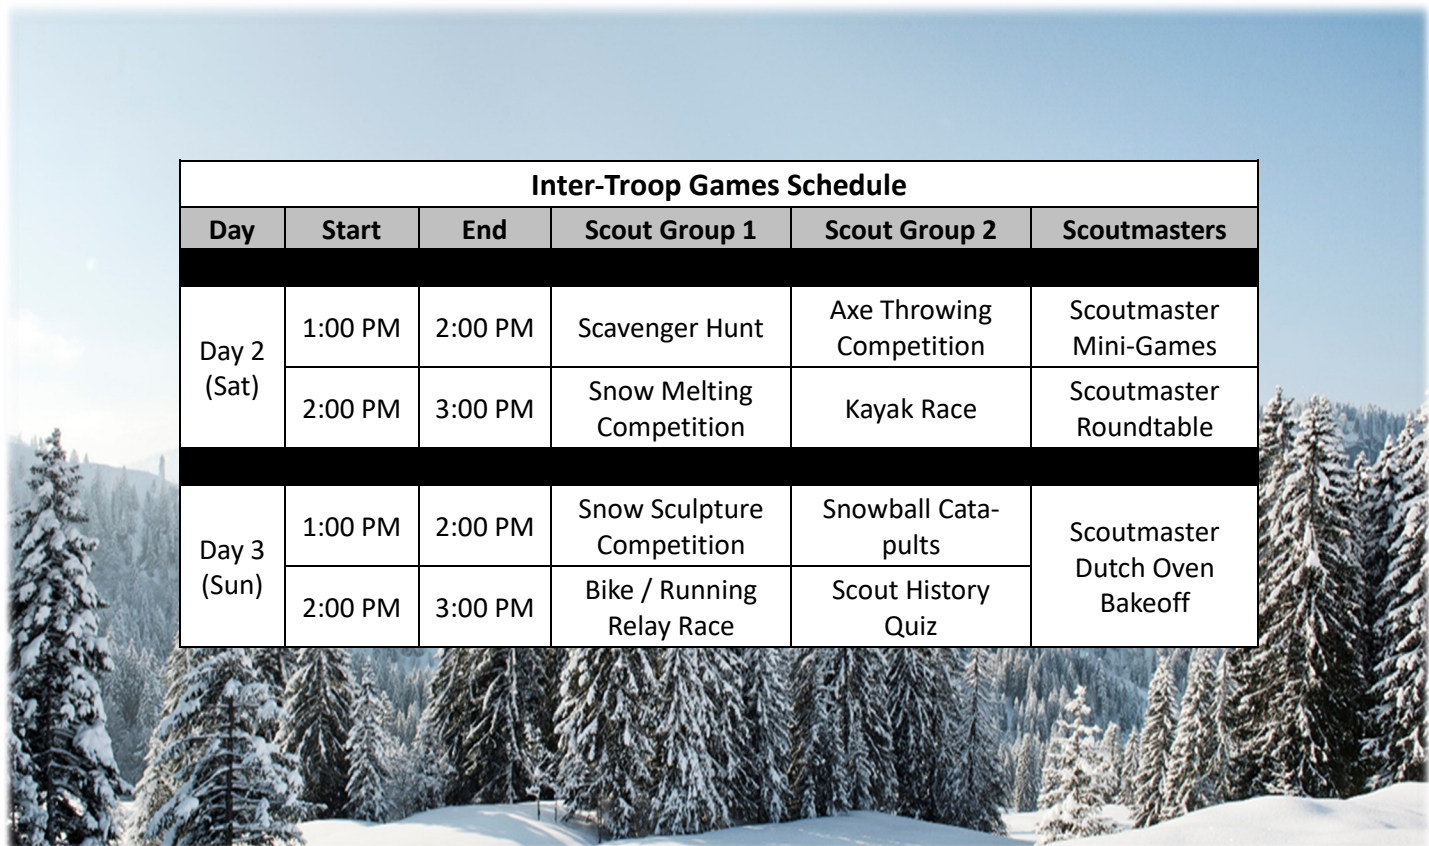 Inter-Troop Games Schedule
Day Start End Scout Group 1 Scout Group 2 Scoutmasters
Day 2
(Sat)
1:00 PM 2:00 PM Scavenger Hunt
Axe Throwing
Competition
Scoutmaster
Mini-Games
2:00 PM 3:00 PM
Snow Melting
Competition
Kayak Race
Scoutmaster
Roundtable
Day 3
(Sun)
1:00 PM 2:00 PM
Snow Sculpture
Competition
Snowball Cata-
pults
Scoutmaster
Dutch Oven
Bakeoff
2:00 PM 3:00 PM
Bike / Running
Relay Race
Scout History
Quiz